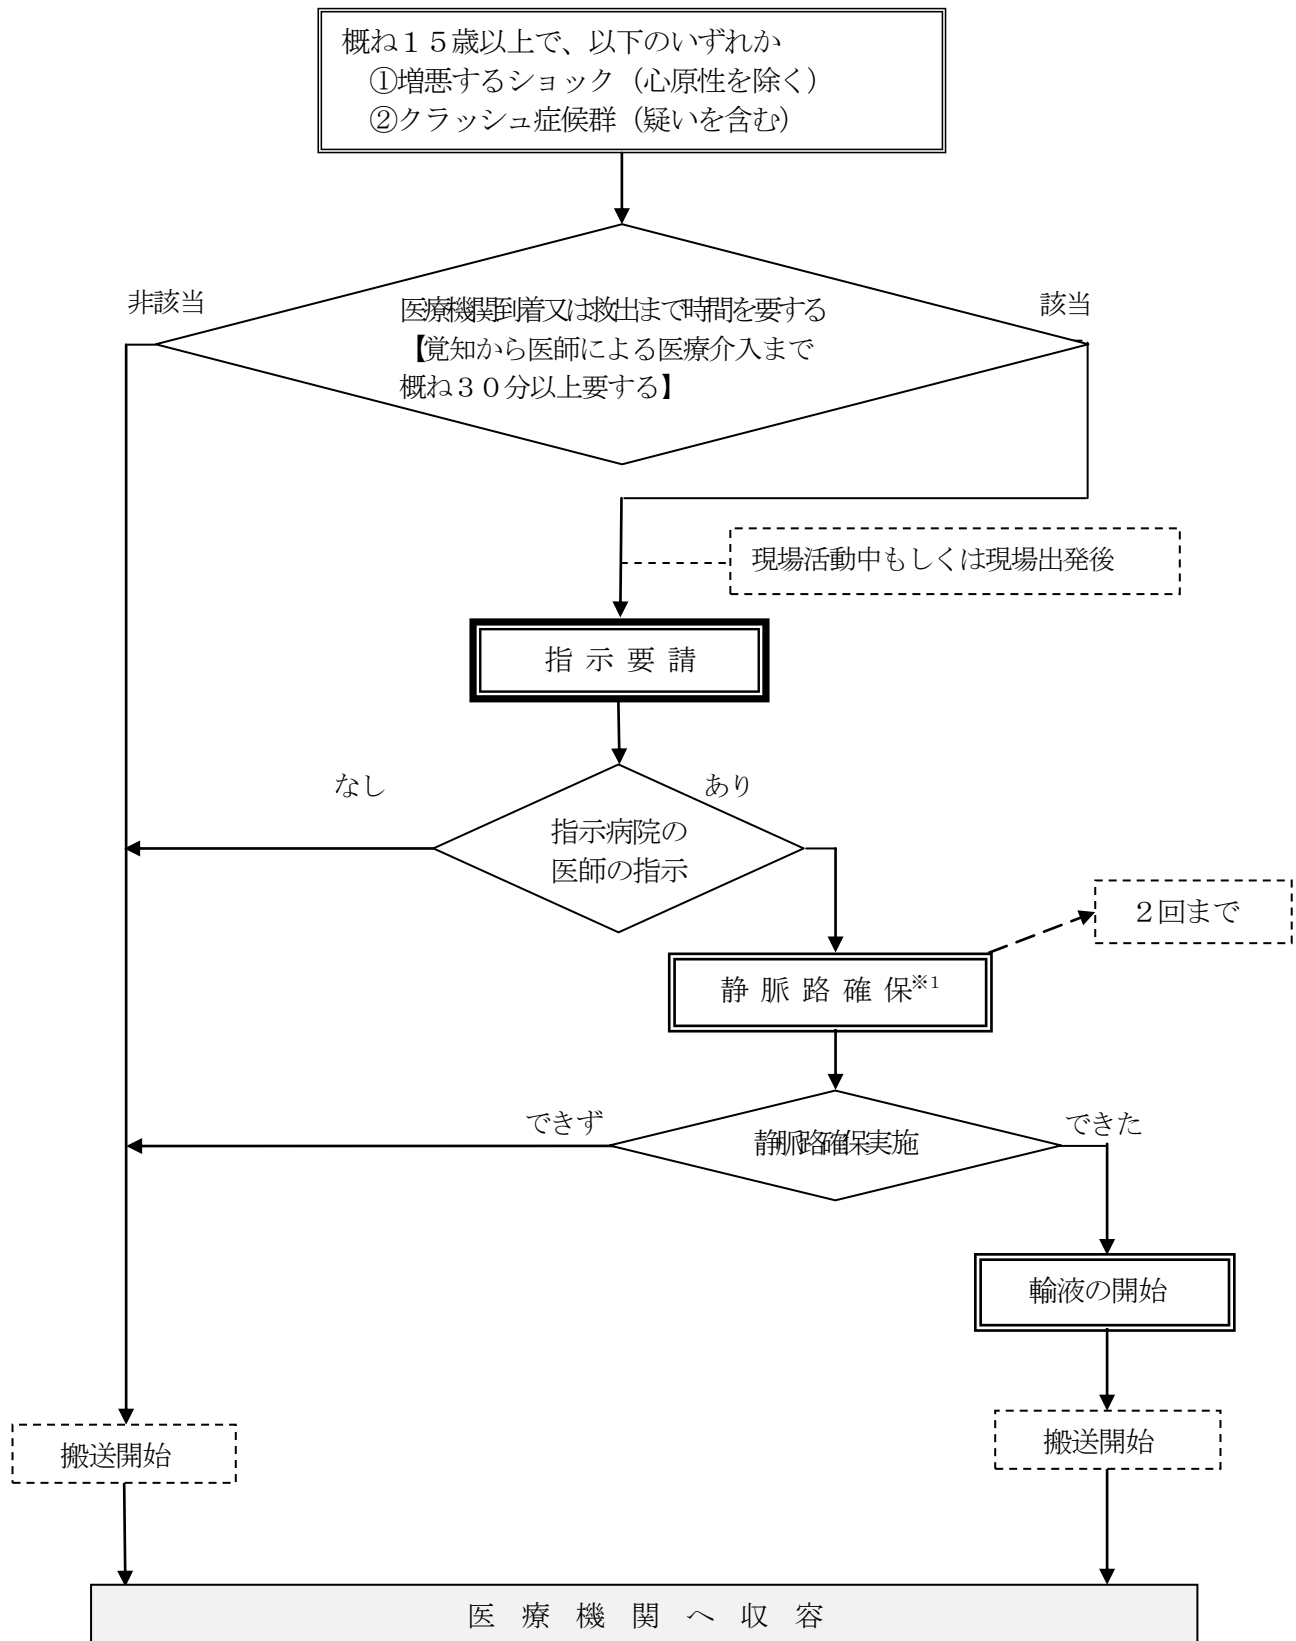 概ね１５歳以上で、以下のいずれか
①増悪するショック（心原性を除く）
②クラッシュ症候群（疑いを含む）
非該当
該当
医療機関到着又は救出まで時間を要する
【覚知から医師による医療介入まで
概ね３０分以上要する】
現場活動中もしくは現場出発後
指 示 要 請
なし
あり
指示病院の
医師の指示
２回まで
静 脈 路 確 保※1
できず
できた
静脈路確保実施
輸液の開始
搬送開始
搬送開始
医 療 機 関 へ 収 容